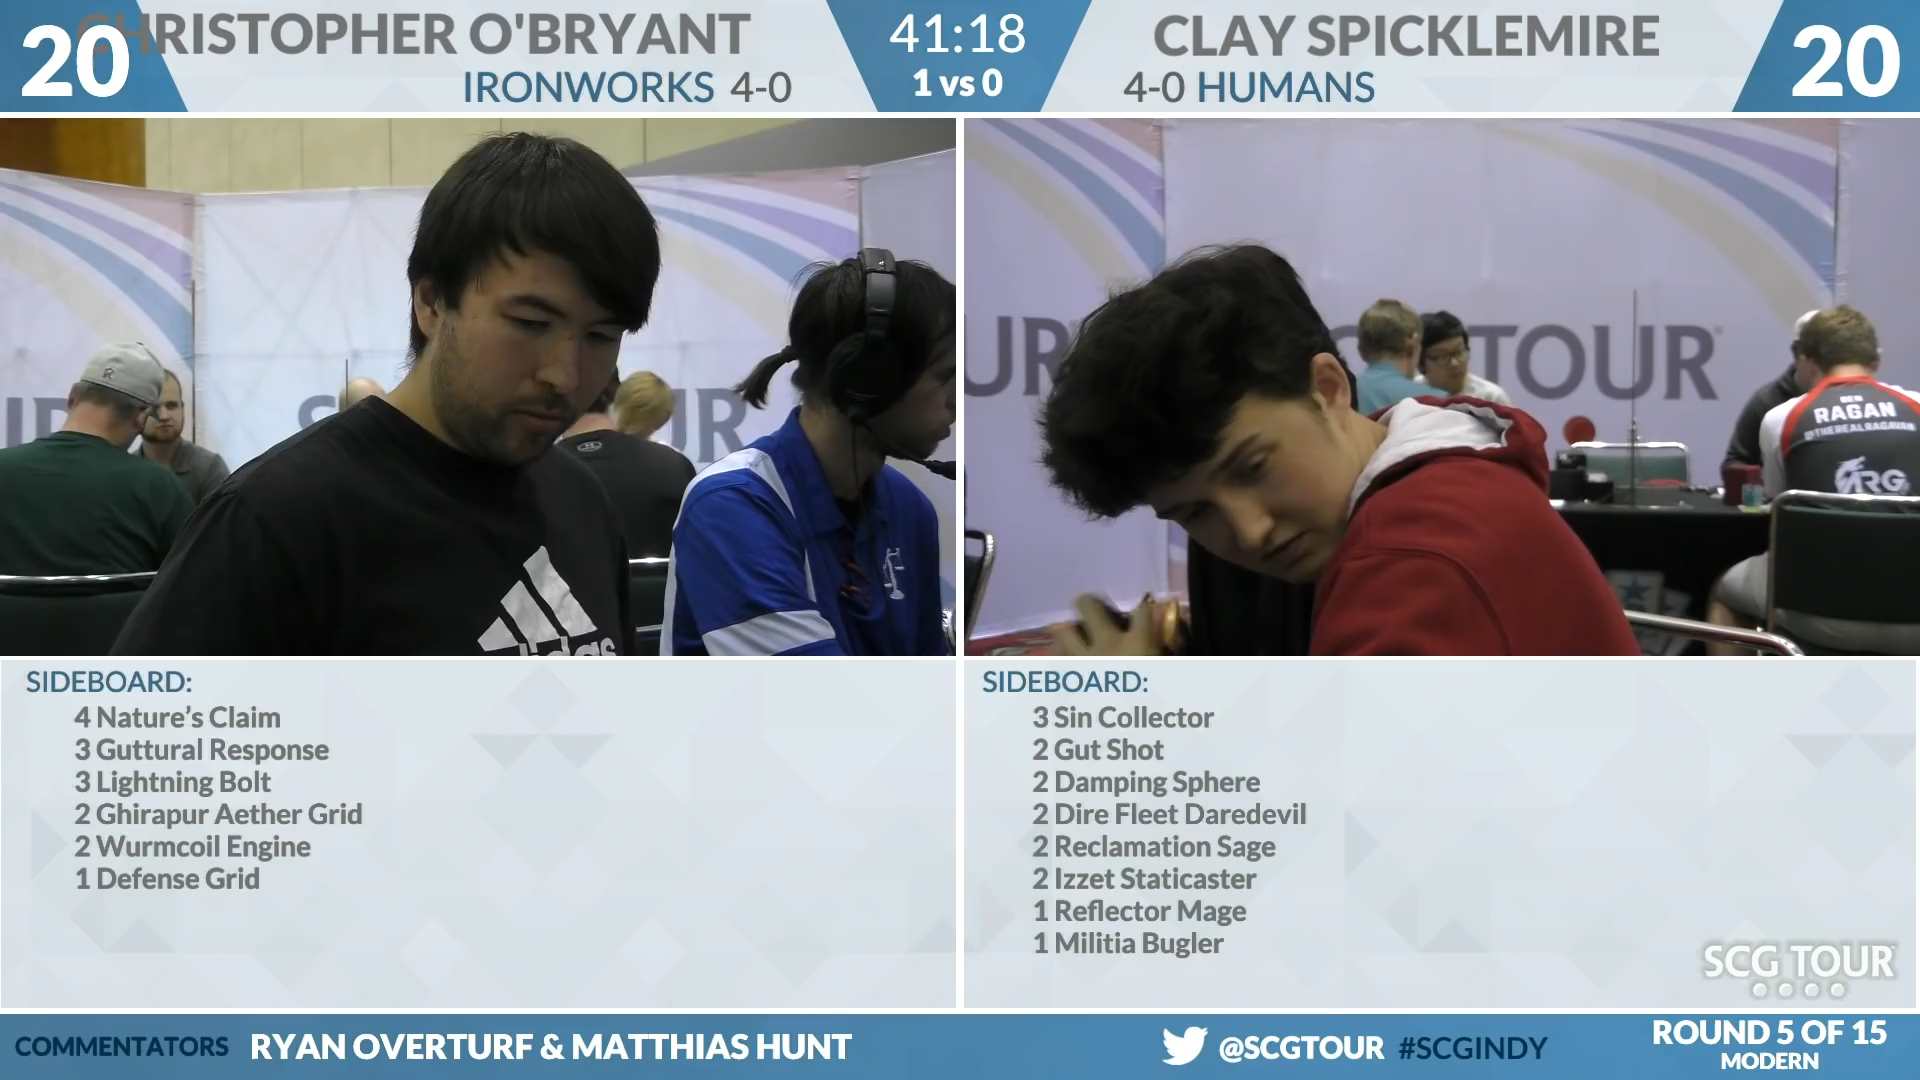 20
CHRISTOPHER O'BRYANT
IRONWORKS 4-0
41:18
1 vs 0
CLAY SPICKLEMIRE
4-0 HUMANS
20
TOUR
RAGAN
@THEREALRAGAVAN
adidas
SIDEBOARD:
4 Nature's Claim
3 Guttural Response
3 Lightning Bolt
2 Ghirapur Aether Grid
2 Wurmcoil Engine
1 Defense Grid
SIDEBOARD:
3 Sin Collector
2 Gut Shot
2 Damping Sphere
2 Dire Fleet Daredevil
2 Reclamation Sage
2 Izzet Staticaster
1 Reflector Mage
1 Militia Bugler
SCG TOUR
COMMENTATORS RYAN OVERTURF & MATTHIAS HUNT
@SCGTOUR #SCGINDY
ROUND 5 OF 15
MODERN